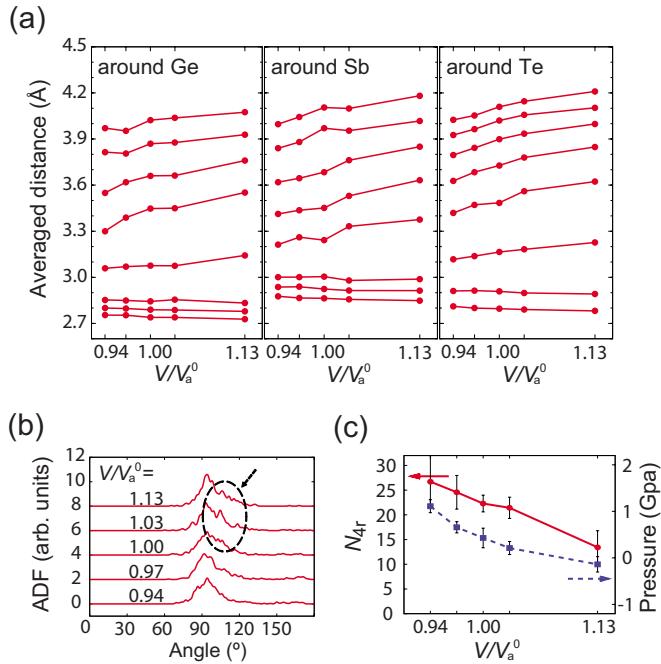 (a)
Averaged distance (Å)
4.5
4.2
3.9
3.6
3.3
3.0
2.7
around Ge
around Sb
around Te
0.94 1.00 1.13
0.94 1.00 1.13
0.94 1.00 1.13
V/Va⁰
V/Va⁰
V/Va⁰
(b)
ADF (arb. units)
12
10
8
6
4
2
0
V/Va⁰=
1.13
1.03
1.00
0.97
0.94
0 30 60 90 120 150
Angle (º)
(c)
N4r
30
25
20
15
10
5
0
2
1
0
-1
Pressure (Gpa)
0.94 1.00 1.13
V/Va⁰